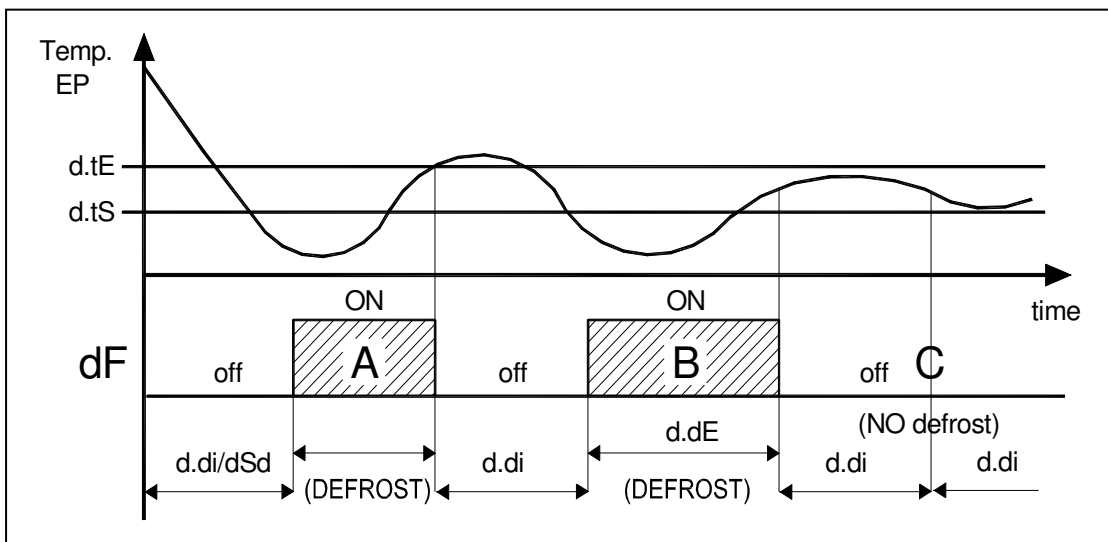 Temp.
EP
d.tE
d.tS
time
ON
ON
dF
off
A
off
B
off
C
(NO defrost)
d.di/dSd
(DEFROST)
d.di
d.dE
(DEFROST)
d.di
d.di